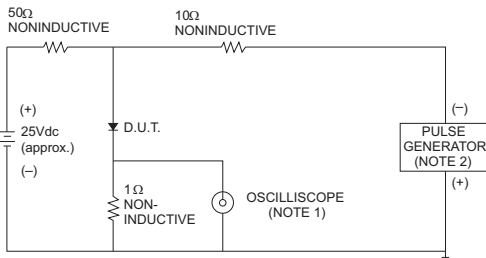 50Ω
NONINDUCTIVE
10Ω
NONINDUCTIVE
(+)
25Vdc
(approx.)
(–)
D.U.T.
1Ω
NON-
INDUCTIVE
OSCILLISCOPE
(NOTE 1)
(–)
PULSE
GENERATOR
(NOTE 2)
(+)